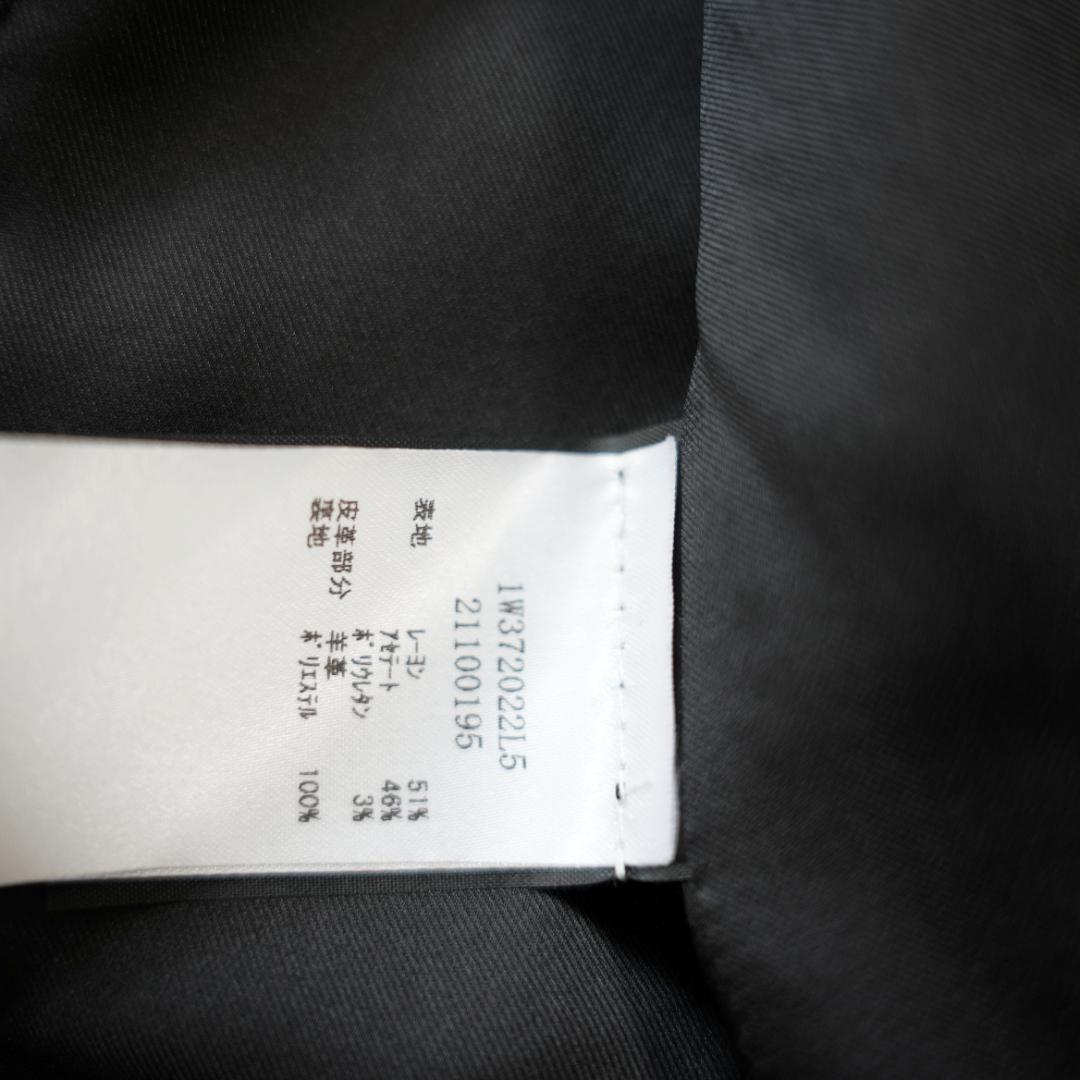 1W372022L5
21100195
表地 レーヨン 51%
アセテート 46%
ポリウレタン 3%
皮革部分 羊革
裏地 ポリエステル 100%